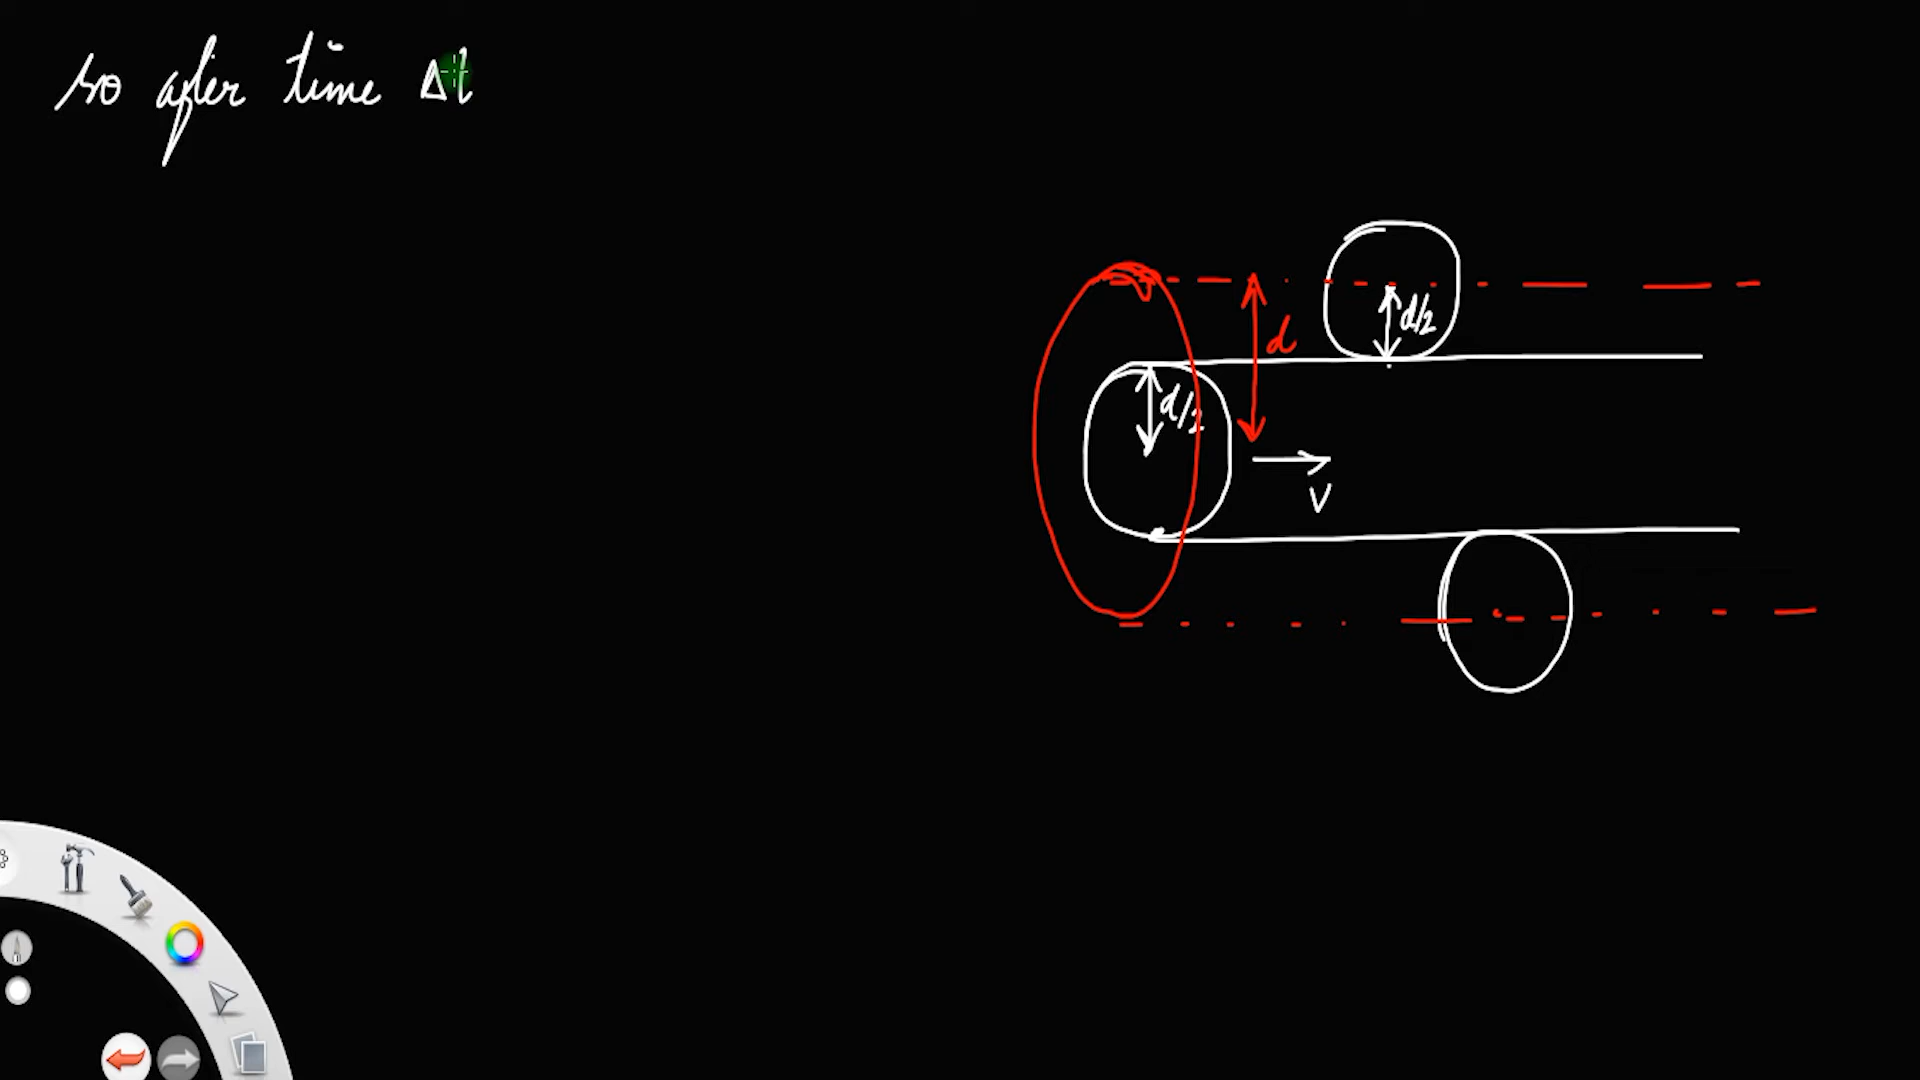 so after time Δt
d/2
d
d/2
v